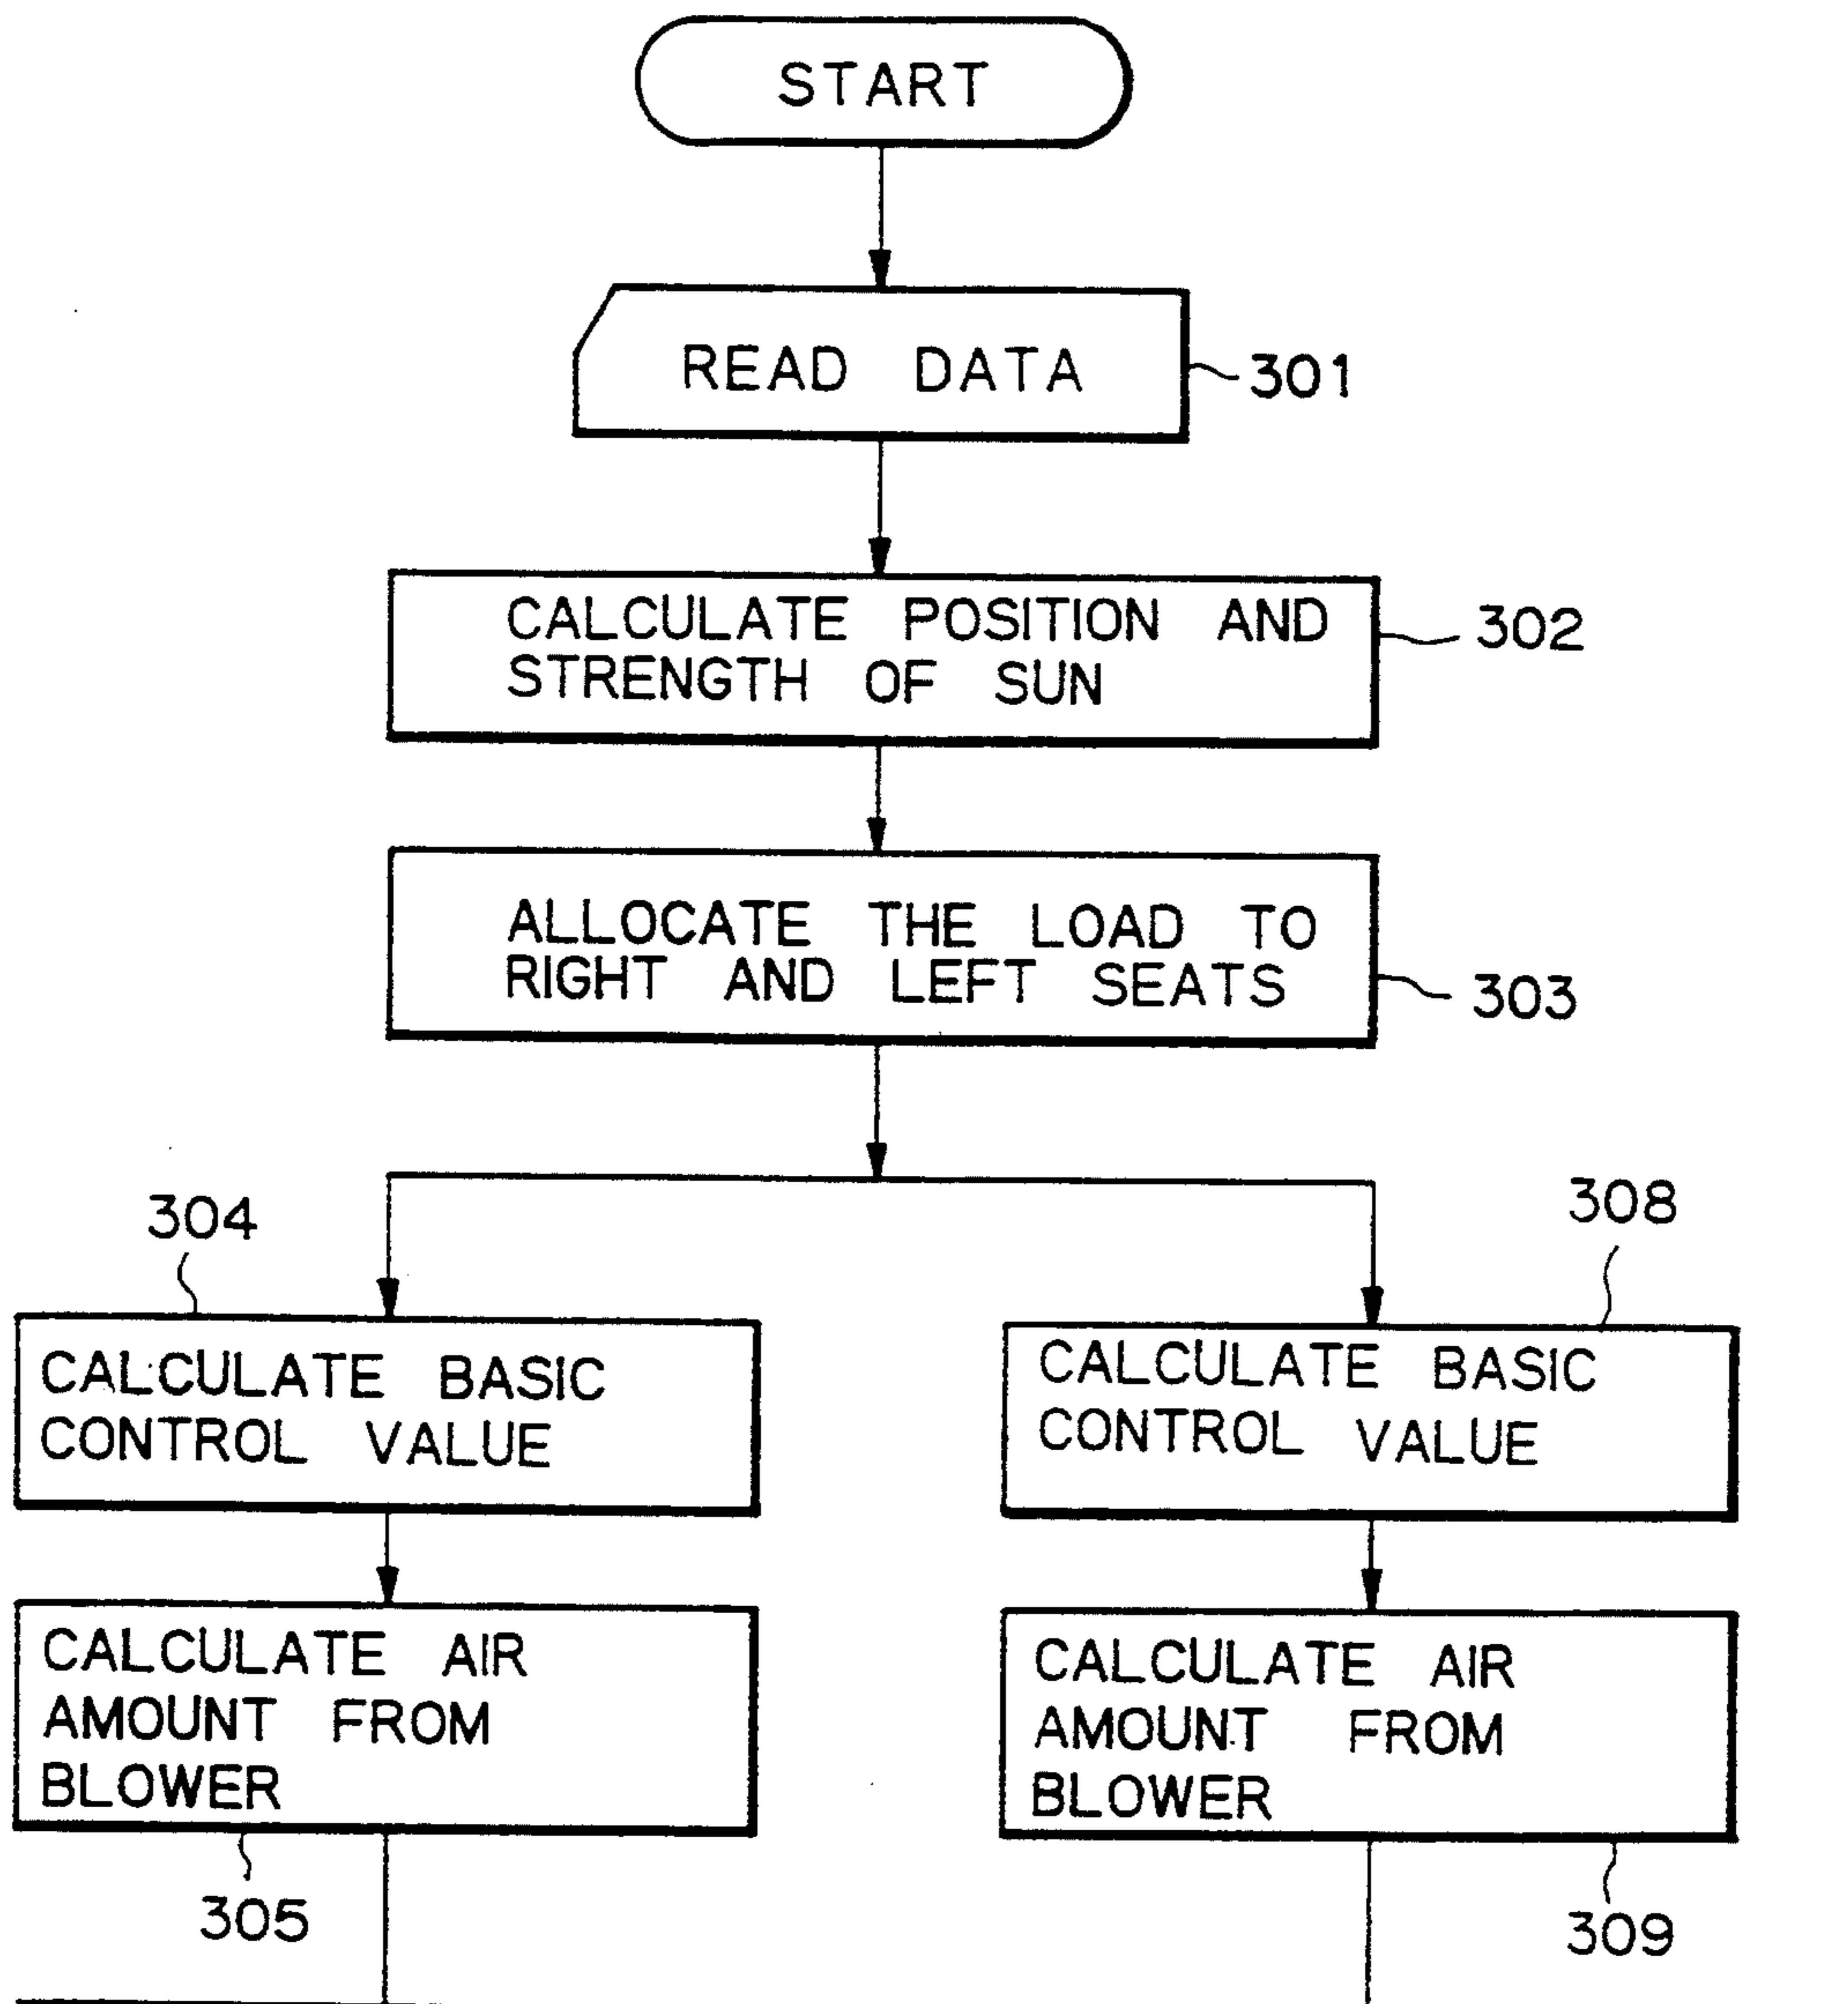 START
READ DATA
301
CALCULATE POSITION AND
STRENGTH OF SUN
302
ALLOCATE THE LOAD TO
RIGHT AND LEFT SEATS
303
304
308
CALCULATE BASIC
CONTROL VALUE
CALCULATE BASIC
CONTROL VALUE
CALCULATE AIR
AMOUNT FROM
BLOWER
CALCULATE AIR
AMOUNT FROM
BLOWER
305
309